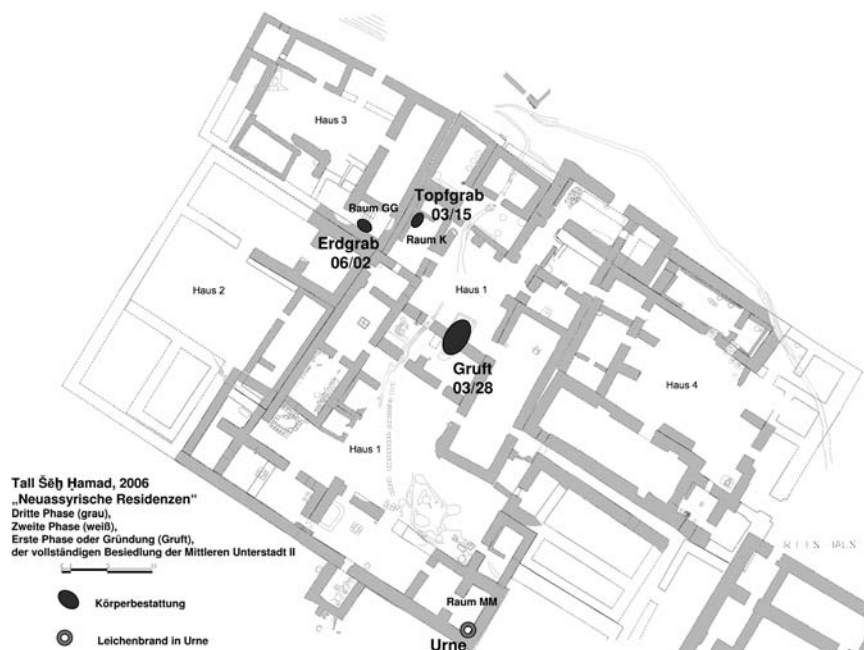 Haus 3
Topfgrab
03/15
Raum GG
Raum K
Erdgrab
06/02
Haus 2
Haus 1
Gruft
03/28
Haus 4
Haus 1
Tall Šēḫ Ḥamad, 2006
„Neuassyrische Residenzen“
Dritte Phase (grau),
Zweite Phase (weiß),
Erste Phase oder Gründung (Gruft),
der vollständigen Besiedlung der Mittleren Unterstadt II
Körperbestattung
Leichenbrand in Urne
Raum MM
Urne